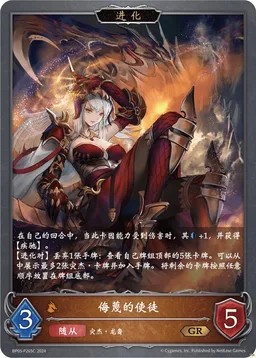 进化
在自己的回合中，当此卡因能力受到伤害时，其 +1，并获得
【疾驰】。
【进化时】丢弃1张手牌：查看自己牌组顶部的5张卡牌。可以从
中展示最多2张灾杰·卡牌并加入手牌。将剩余的卡牌按照任意
顺序放置在牌组底部。
侮蔑的使徒
3
随从
灾杰·龙裔
GR
5
2024